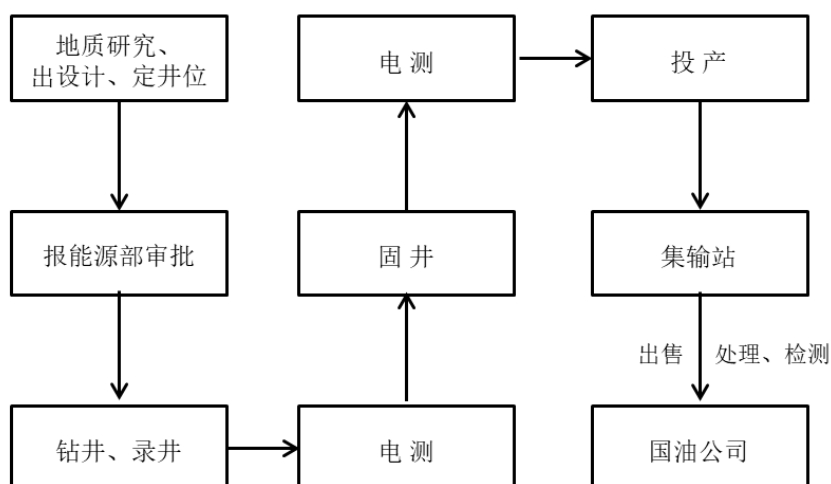 地质研究、
出设计、定井位
报能源部审批
钻井、录井
电 测
固 井
电 测
投 产
集输站
出售
处理、检测
国油公司